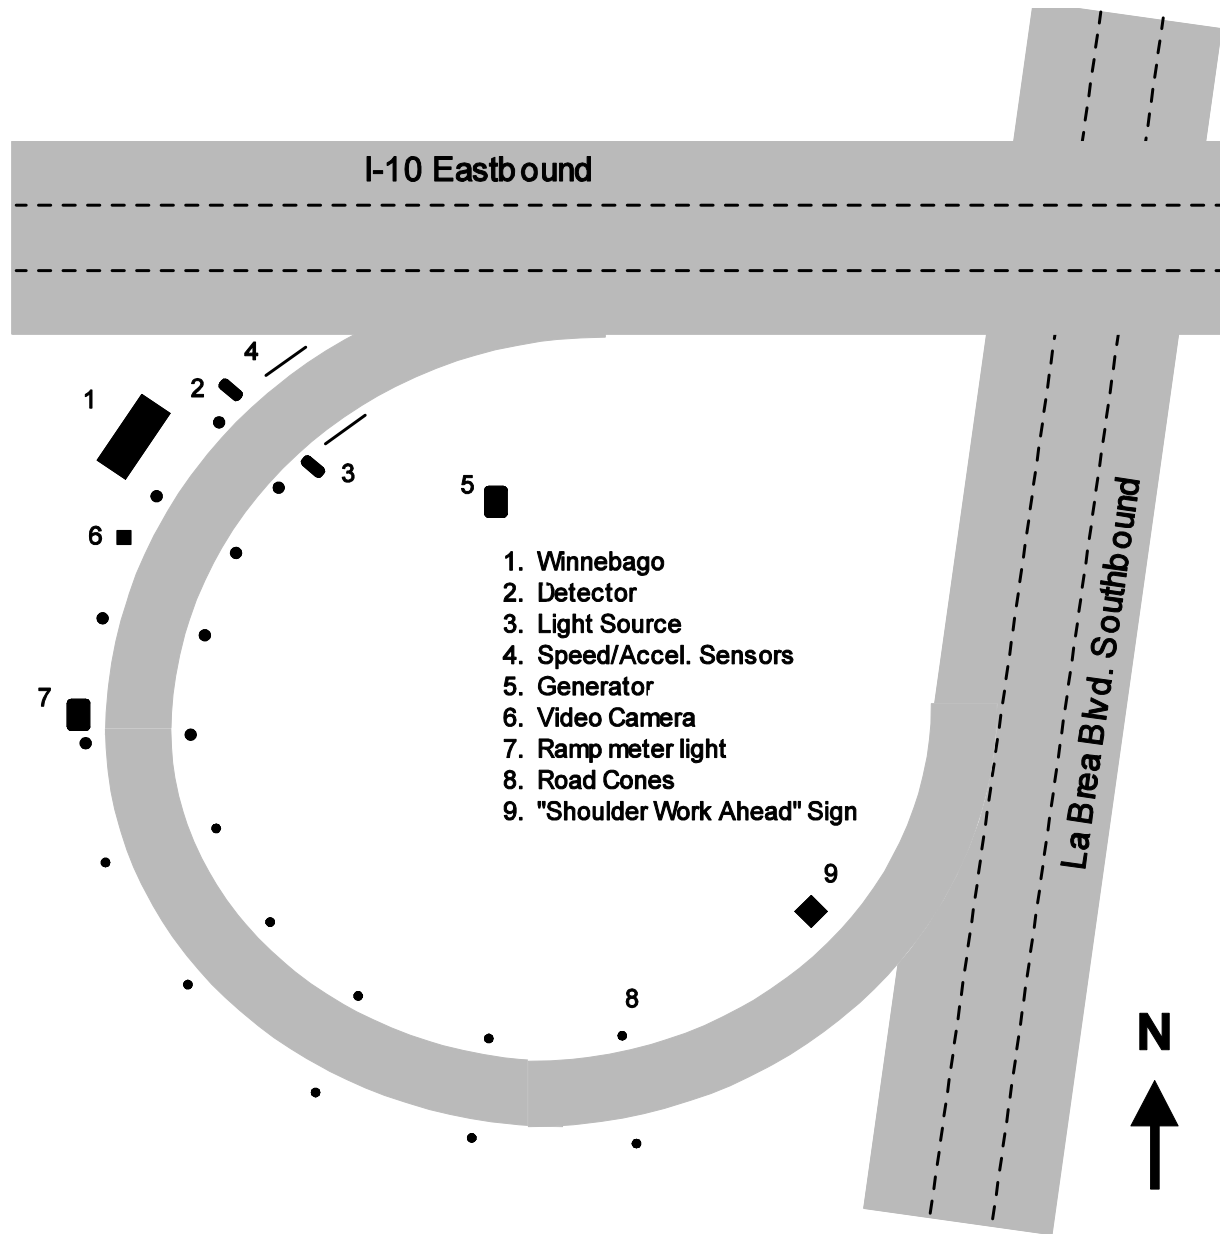 I-10 Eastbound
4
2
1
3
5
6
1. Winnebago
2. Detector
3. Light Source
4. Speed/Accel. Sensors
5. Generator
6. Video Camera
7. Ramp meter light
8. Road Cones
9. "Shoulder Work Ahead" Sign
La Brea Blvd. Southbound
7
9
8
N